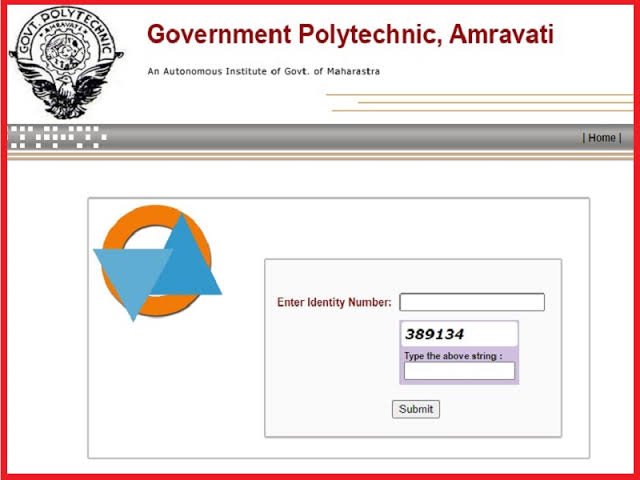 GOVT. POLYTECHNIC
AMRAVATI
Government Polytechnic, Amravati
An Autonomous Institute of Govt. of Maharastra
| Home |
Enter Identity Number:
389134
Type the above string :
Submit